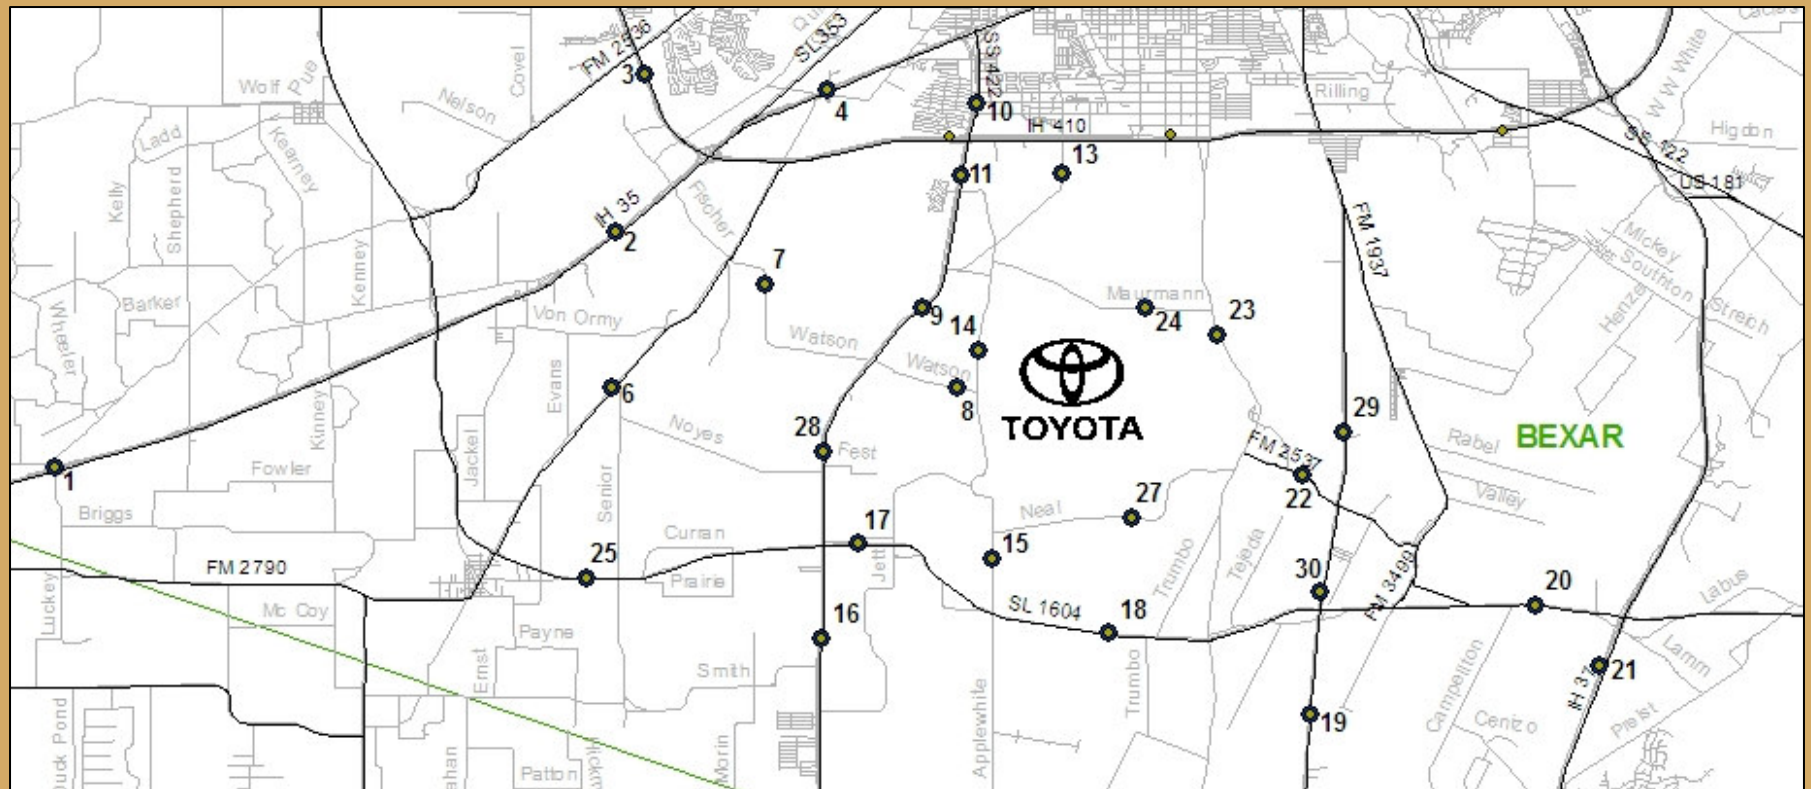 FM 2536
SL353
SS 422
W W White
Covel
Wolf
Pue
3
Nelson
4
10
Rilling
IH 410
Ladd
Kearney
13
Higdon
SS 122
11
US 181
Kelly
Shepherd
Fischer
IH 35
2
FM 1937
Mickey
Southton
Kenney
7
Maurmann
Henze
Streich
Barker
Wheeler
Von Ormy
9
14
24
23
Watson
Watson
Evans
6
8
TOYOTA
Kinney
Noyes
28
Fest
29
BEXAR
Jackel
FM 2537
Rabel
Fowler
1
22
Valley
Senior
27
Neal
Briggs
Curran
17
15
Jett
Trumbo
Tejeda
FM 2790
25
Prairie
30
FM 3499
20
Labus
Luckey
Mc Coy
SL 1604
18
Payne
16
Lamm
Ernst
Smith
21
IH 37
Applewhite
Trumbo
19
Campellton
Cenizo
Preist
Duck Pond
Morin
Patton